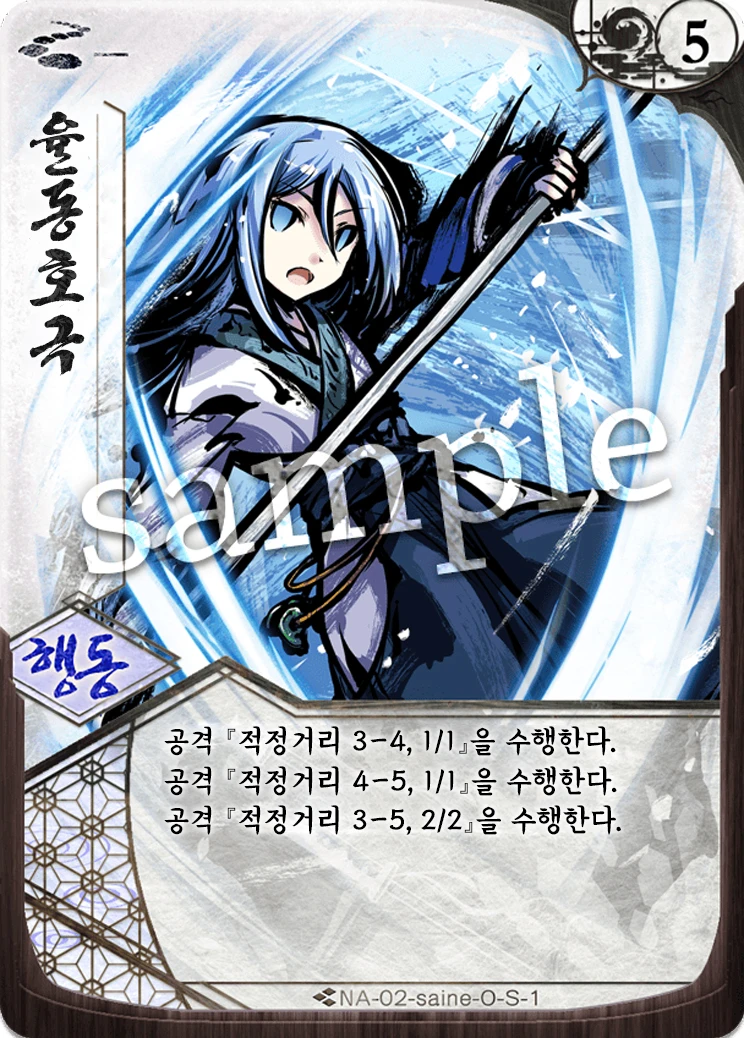 5
율동호극
sample
행동
공격 『적정거리 3-4, 1/1』을 수행한다.
공격 『적정거리 4-5, 1/1』을 수행한다.
공격 『적정거리 3-5, 2/2』을 수행한다.
NA-02-saine-O-S-1